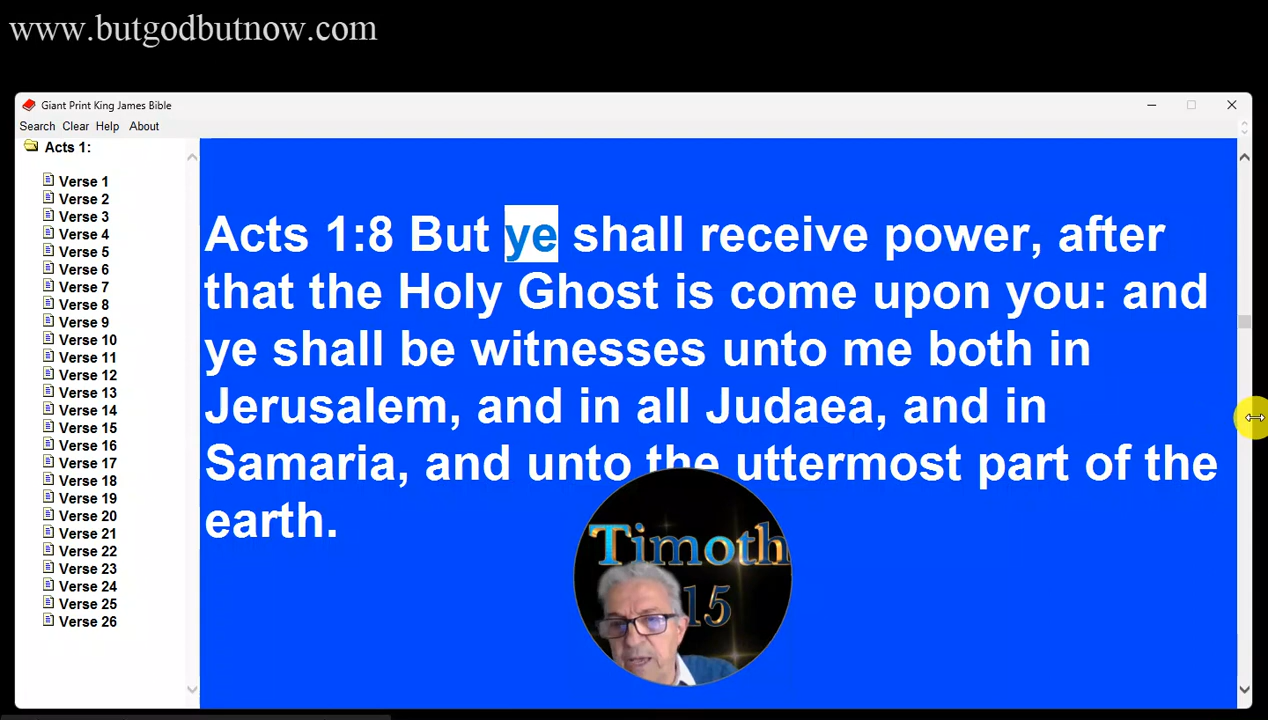 www.butgodbutnow.com
Giant Print King James Bible
Search Clear Help About
Acts 1:
Verse 1
Verse 2
Verse 3
Verse 4
Verse 5
Verse 6
Verse 7
Verse 8
Verse 9
Verse 10
Verse 11
Verse 12
Verse 13
Verse 14
Verse 15
Verse 16
Verse 17
Verse 18
Verse 19
Verse 20
Verse 21
Verse 22
Verse 23
Verse 24
Verse 25
Verse 26
Acts 1:8 But ye shall receive power, after
that the Holy Ghost is come upon you: and
ye shall be witnesses unto me both in
Jerusalem, and in all Judaea, and in
Samaria, and unto the uttermost part of the
earth.
Timoth
15